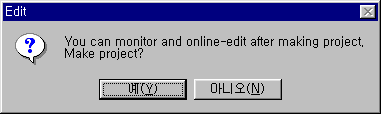 Edit
You can monitor and online-edit after making project,
Make project?
예(Y)
아니오(N)